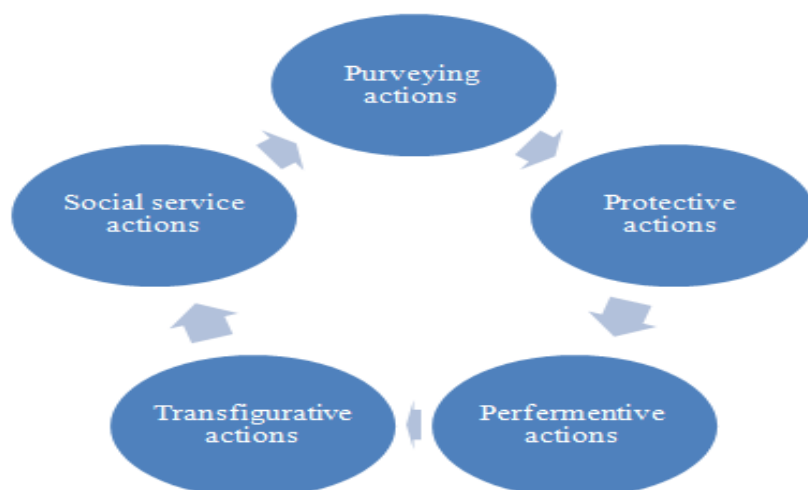 Purveying
actions
Protective
actions
Perfermentive
actions
Transfigurative
actions
Social service
actions